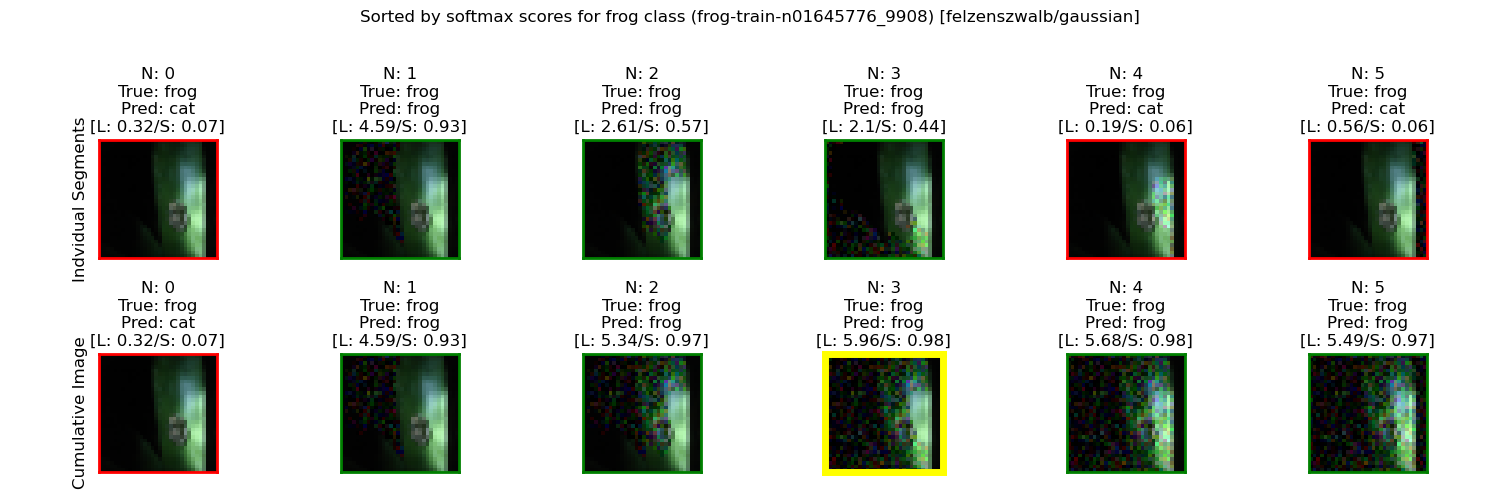 Sorted by softmax scores for frog class (frog-train-n01645776_9908) [felzenszwalb/gaussian]
Indvidual Segments
N: 0
True: frog
Pred: cat
[L: 0.32/S: 0.07]
N: 1
True: frog
Pred: frog
[L: 4.59/S: 0.93]
N: 2
True: frog
Pred: frog
[L: 2.61/S: 0.57]
N: 3
True: frog
Pred: frog
[L: 2.1/S: 0.44]
N: 4
True: frog
Pred: cat
[L: 0.19/S: 0.06]
N: 5
True: frog
Pred: cat
[L: 0.56/S: 0.06]
Cumulative Image
N: 0
True: frog
Pred: cat
[L: 0.32/S: 0.07]
N: 1
True: frog
Pred: frog
[L: 4.59/S: 0.93]
N: 2
True: frog
Pred: frog
[L: 5.34/S: 0.97]
N: 3
True: frog
Pred: frog
[L: 5.96/S: 0.98]
N: 4
True: frog
Pred: frog
[L: 5.68/S: 0.98]
N: 5
True: frog
Pred: frog
[L: 5.49/S: 0.97]